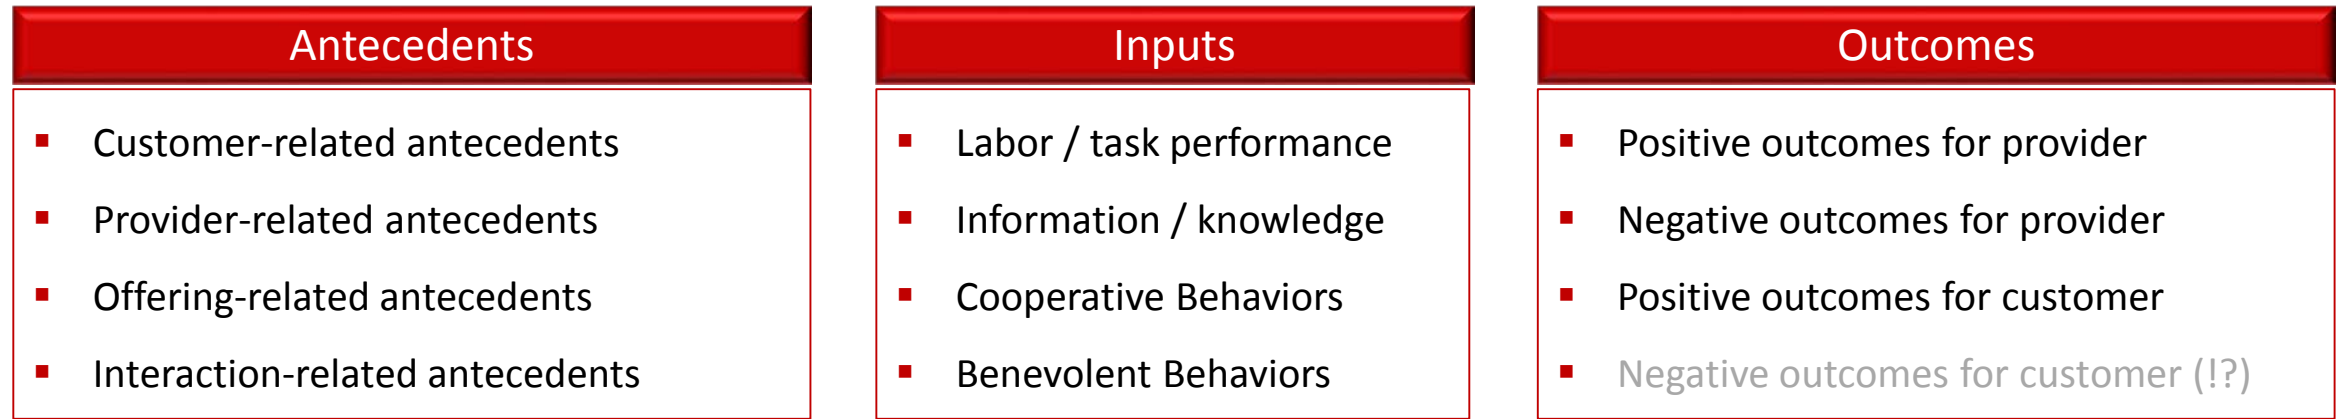 Antecedents
Customer-related antecedents
Provider-related antecedents
Offering-related antecedents
Interaction-related antecedents
Inputs
Labor / task performance
Information / knowledge
Cooperative Behaviors
Benevolent Behaviors
Outcomes
Positive outcomes for provider
Negative outcomes for provider
Positive outcomes for customer
Negative outcomes for customer (!?)